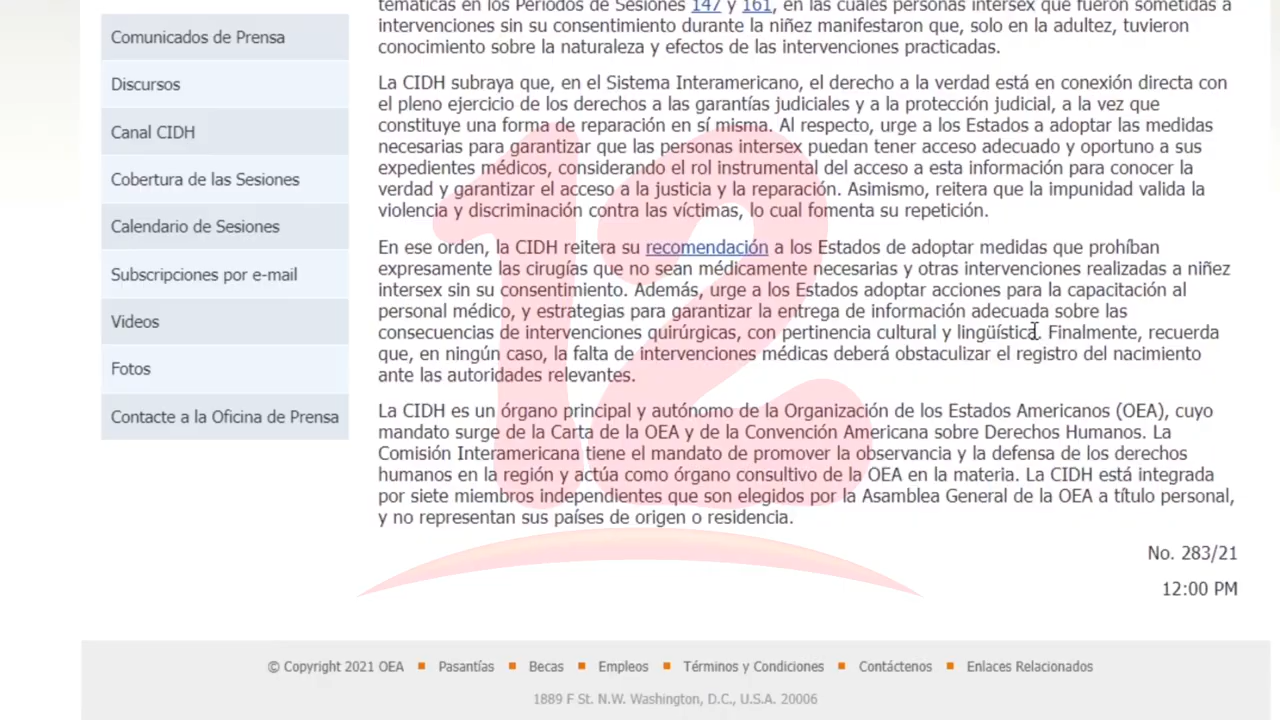 temáticas en los Períodos de Sesiones 147 y 161, en las cuales personas intersex que fueron sometidas a
intervenciones sin su consentimiento durante la niñez manifestaron que, solo en la adultez, tuvieron
conocimiento sobre la naturaleza y efectos de las intervenciones practicadas.
La CIDH subraya que, en el Sistema Interamericano, el derecho a la verdad está en conexión directa con
el pleno ejercicio de los derechos a las garantías judiciales y a la protección judicial, a la vez que
constituye una forma de reparación en sí misma. Al respecto, urge a los Estados a adoptar las medidas
necesarias para garantizar que las personas intersex puedan tener acceso adecuado y oportuno a sus
expedientes médicos, considerando el rol instrumental del acceso a esta información para conocer la
verdad y garantizar el acceso a la justicia y la reparación. Asimismo, reitera que la impunidad valida la
violencia y discriminación contra las víctimas, lo cual fomenta su repetición.
En ese orden, la CIDH reitera su recomendación a los Estados de adoptar medidas que prohíban
expresamente las cirugías que no sean médicamente necesarias y otras intervenciones realizadas a niñez
intersex sin su consentimiento. Además, urge a los Estados adoptar acciones para la capacitación al
personal médico, y estrategias para garantizar la entrega de información adecuada sobre las
consecuencias de intervenciones quirúrgicas, con pertinencia cultural y lingüística. Finalmente, recuerda
que, en ningún caso, la falta de intervenciones médicas deberá obstaculizar el registro del nacimiento
ante las autoridades relevantes.
La CIDH es un órgano principal y autónomo de la Organización de los Estados Americanos (OEA), cuyo
mandato surge de la Carta de la OEA y de la Convención Americana sobre Derechos Humanos. La
Comisión Interamericana tiene el mandato de promover la observancia y la defensa de los derechos
humanos en la región y actúa como órgano consultivo de la OEA en la materia. La CIDH está integrada
por siete miembros independientes que son elegidos por la Asamblea General de la OEA a título personal,
y no representan sus países de origen o residencia.
No. 283/21
12:00 PM
Comunicados de Prensa
Discursos
Canal CIDH
Cobertura de las Sesiones
Calendario de Sesiones
Subscripciones por e-mail
Videos
Fotos
Contacte a la Oficina de Prensa
12
© Copyright 2021 OEA ■ Pasantías ■ Becas ■ Empleos ■ Términos y Condiciones ■ Contáctenos ■ Enlaces Relacionados
1889 F St. N.W. Washington, D.C., U.S.A. 20006